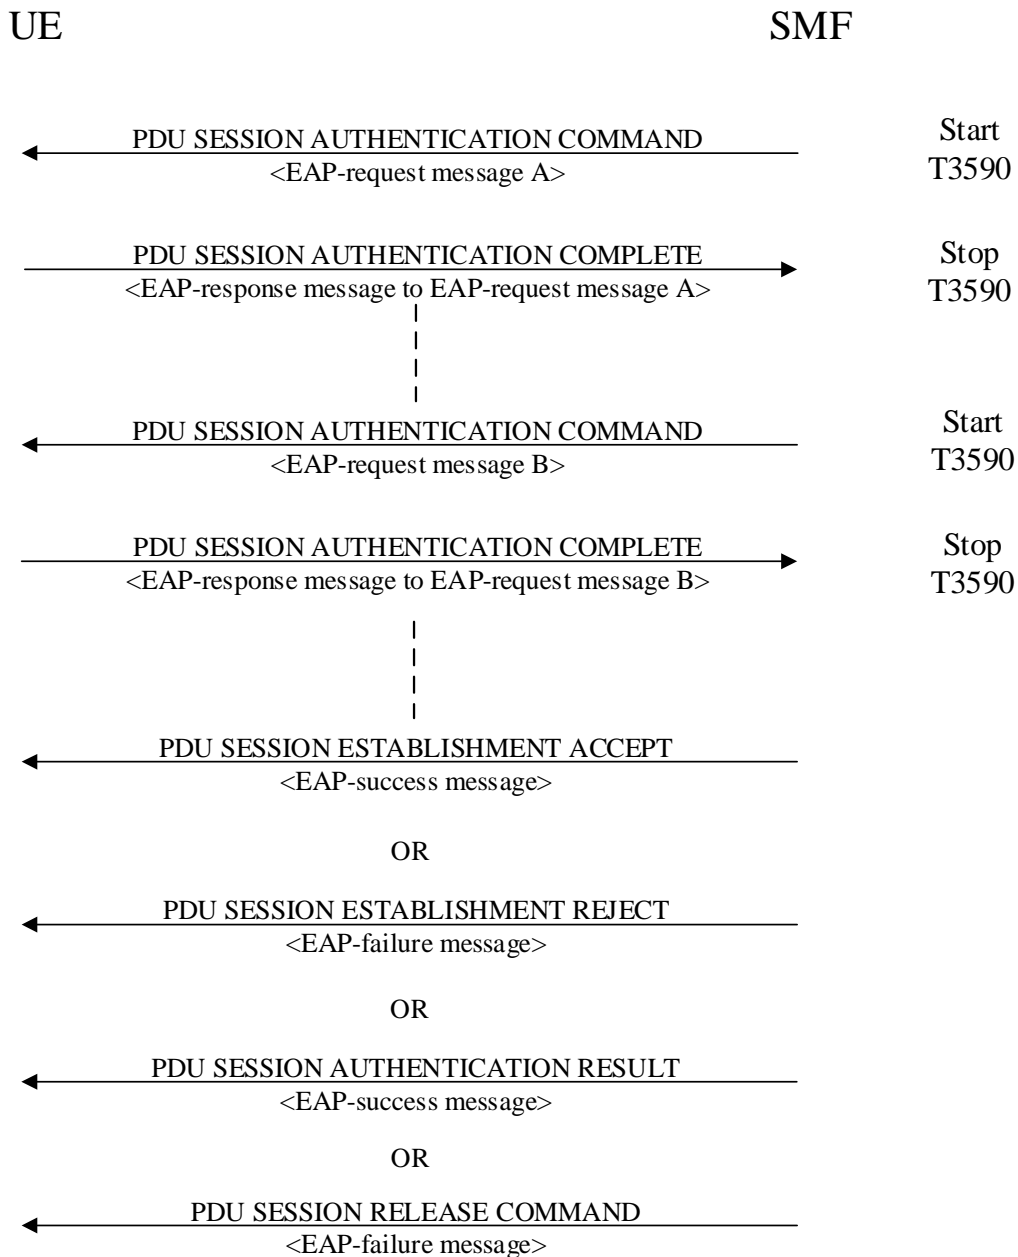 UE SMF
PDU SESSION AUTHENTICATION COMMAND
<EAP-request message A>
Start
T3590
PDU SESSION AUTHENTICATION COMPLETE
<EAP-response message to EAP-request message A>
Stop
T3590
PDU SESSION AUTHENTICATION COMMAND
<EAP-request message B>
Start
T3590
PDU SESSION AUTHENTICATION COMPLETE
<EAP-response message to EAP-request message B>
Stop
T3590
PDU SESSION ESTABLISHMENT ACCEPT
<EAP-success message>
OR
PDU SESSION ESTABLISHMENT REJECT
<EAP-failure message>
OR
PDU SESSION AUTHENTICATION RESULT
<EAP-success message>
OR
PDU SESSION RELEASE COMMAND
<EAP-failure message>